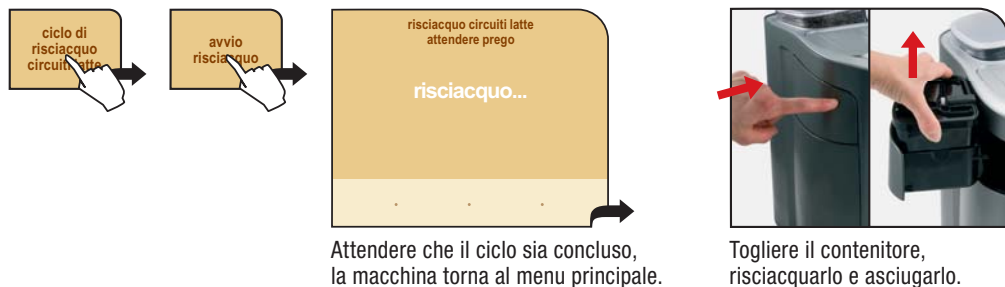 ciclo di
risciacquo
circuiti latte
avvio
risciacquo
risciacquo circuiti latte
attendere prego
risciacquo...
Attendere che il ciclo sia concluso,
la macchina torna al menu principale.
Togliere il contenitore,
risciacquarlo e asciugarlo.